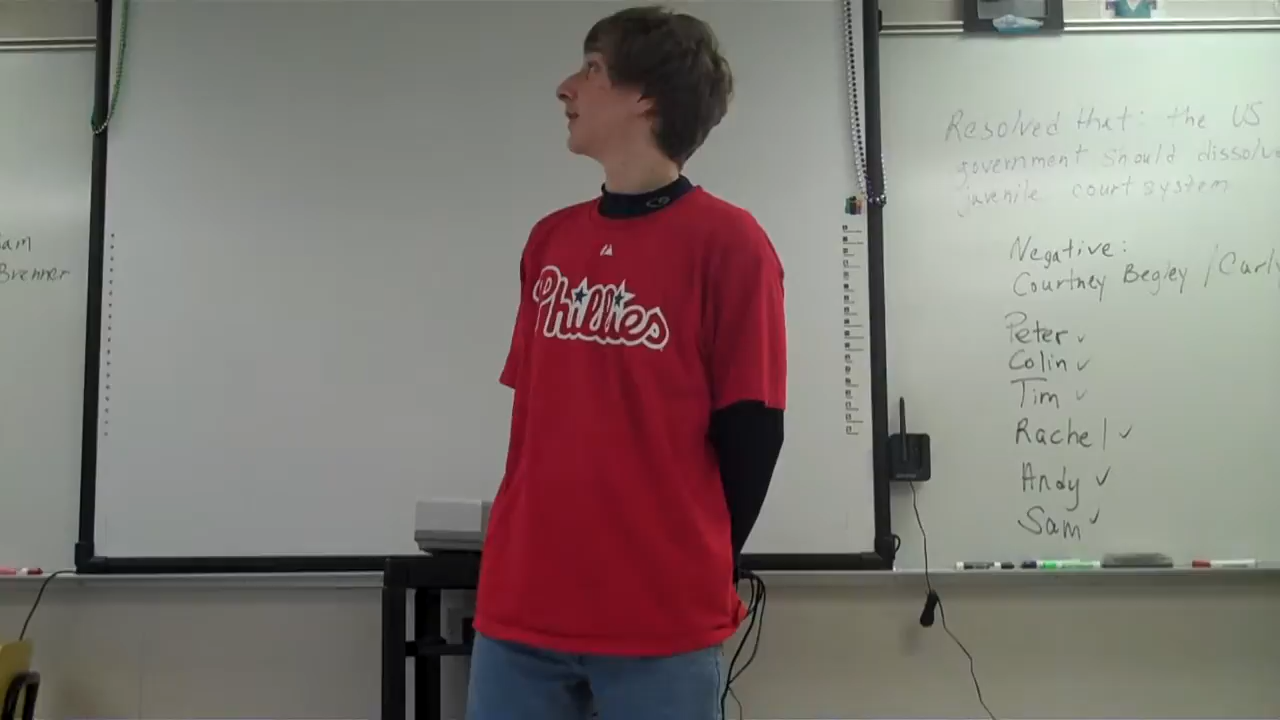 am
Brenner
Phillies
Resolved that: the US
government should dissolve
juvenile court system
Negative:
Courtney Begley / Carly
Peter ✓
Colin ✓
Tim ✓
Rachel ✓
Andy ✓
Sam ✓